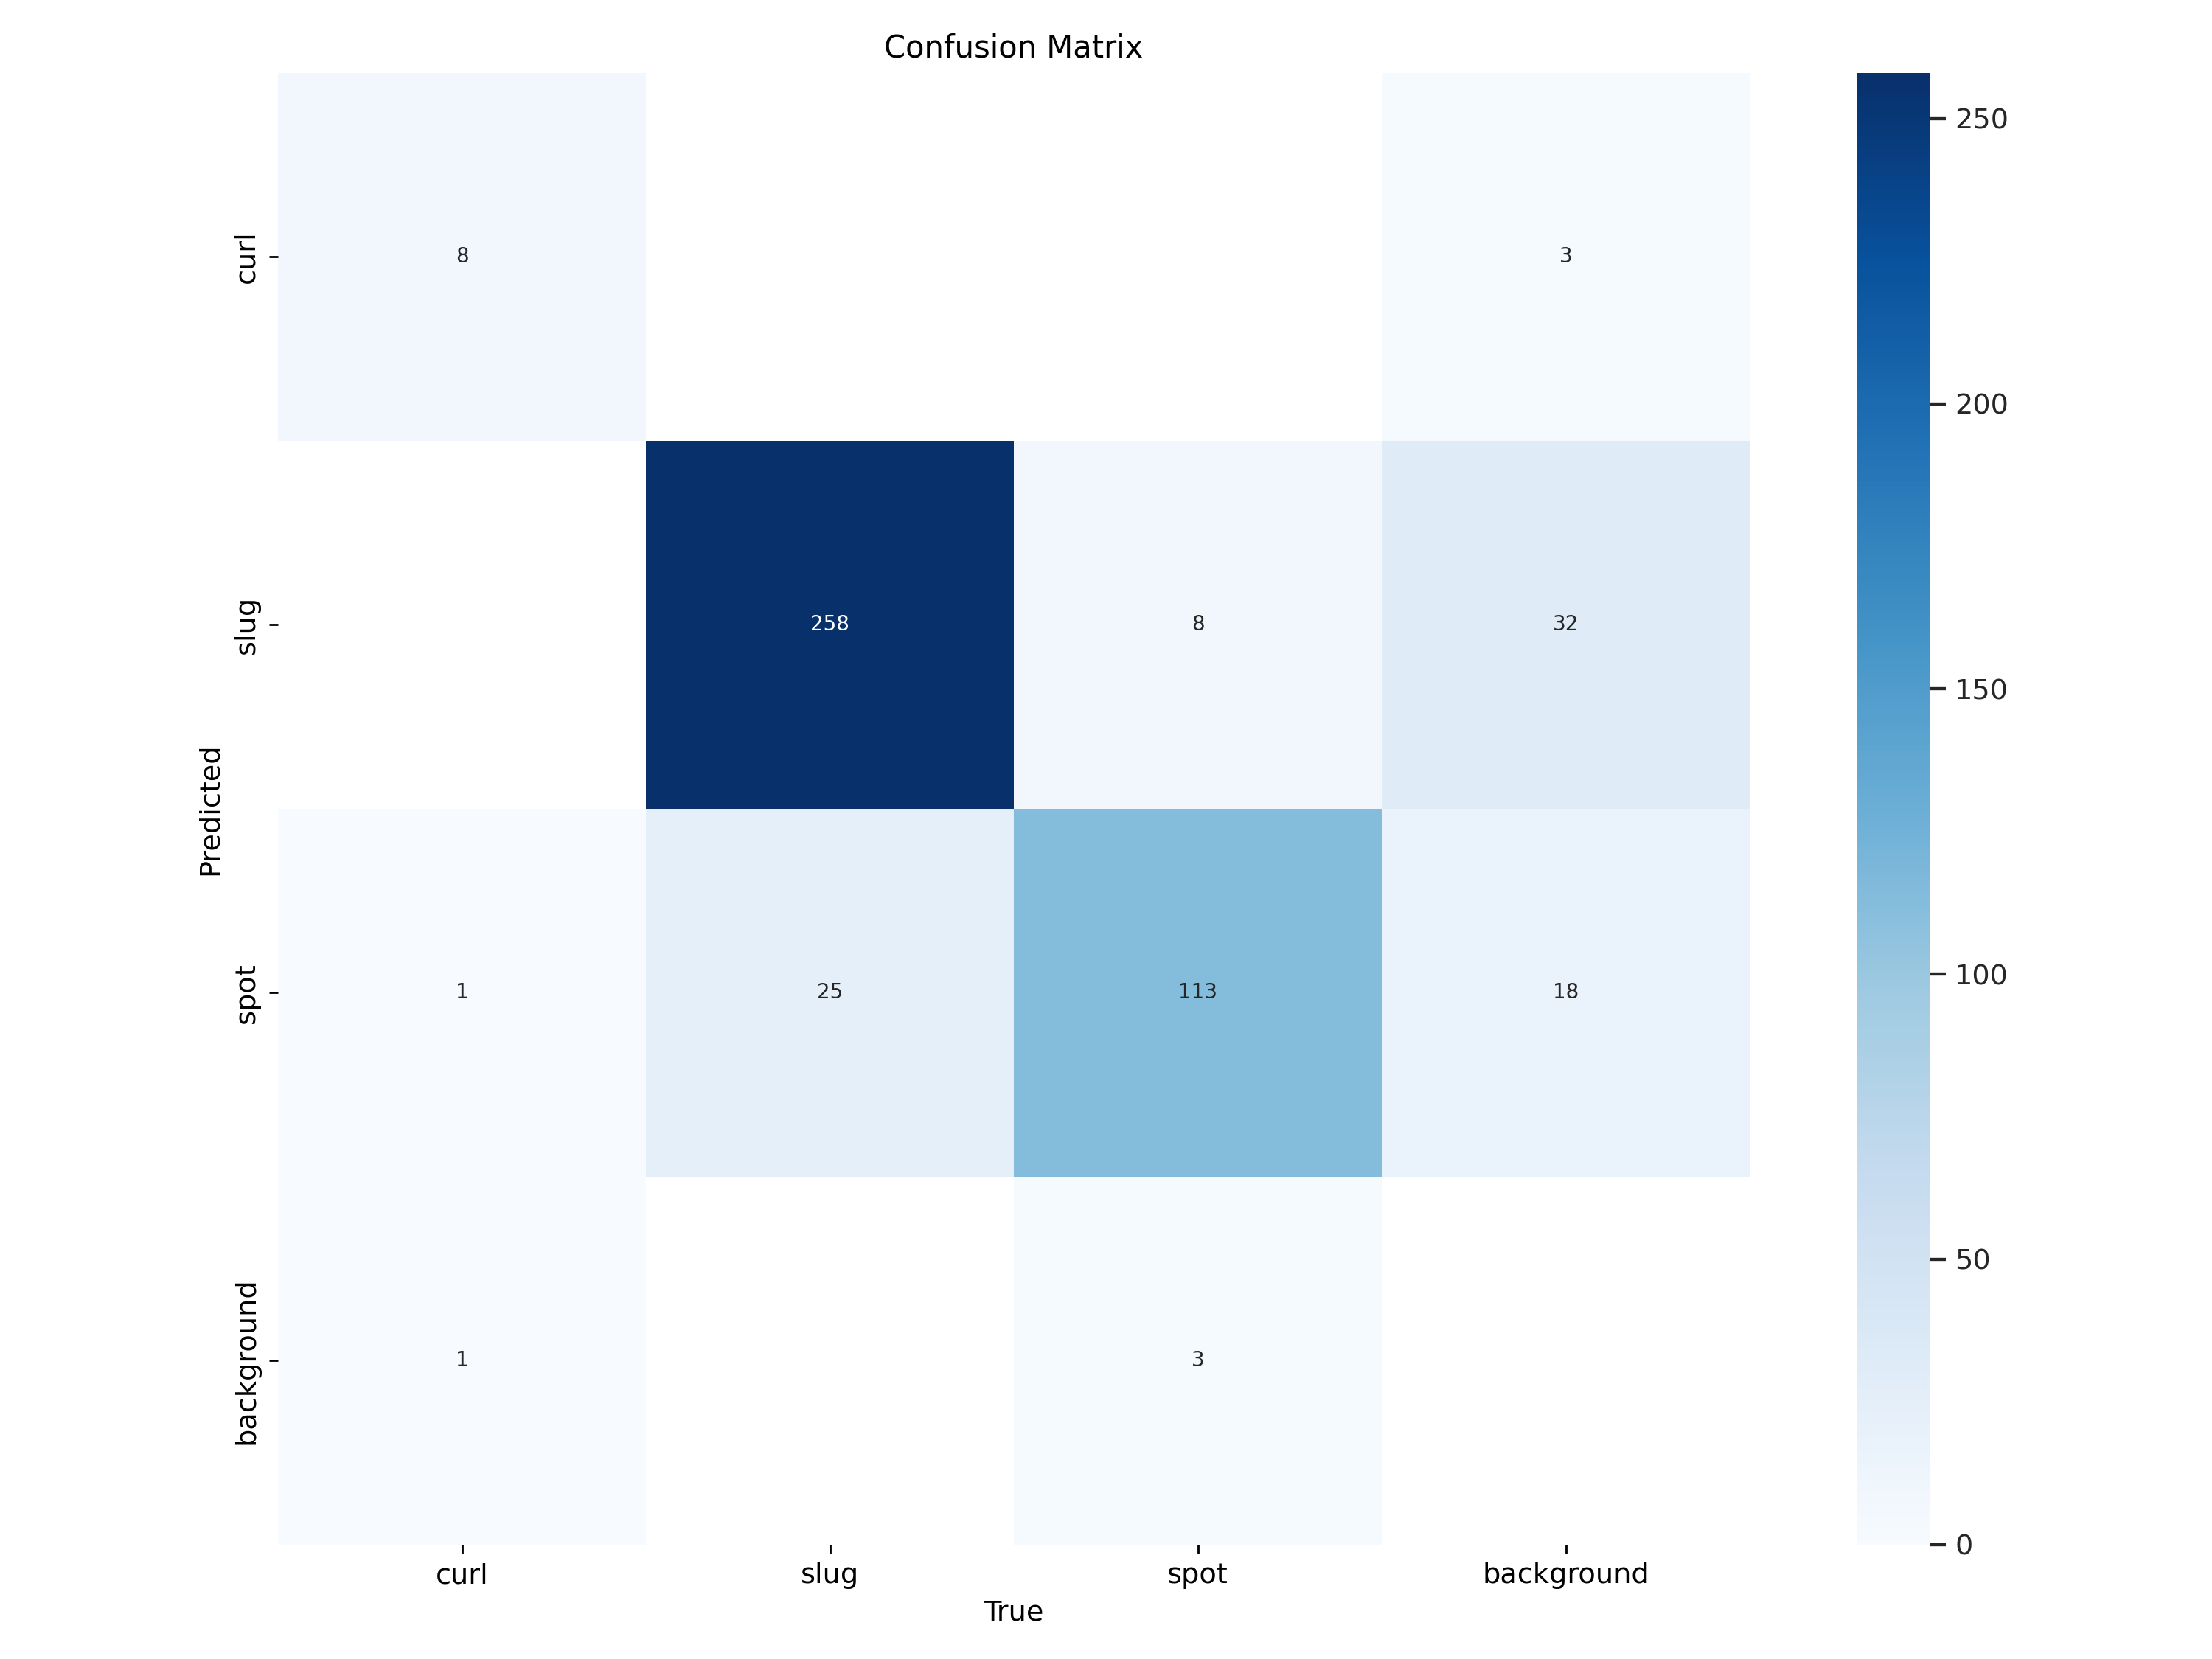 Confusion Matrix
curl
8
3
250
200
slug
258
8
32
150
Predicted
spot
1
25
113
18
100
50
background
1
3
0
curl
slug
spot
background
True